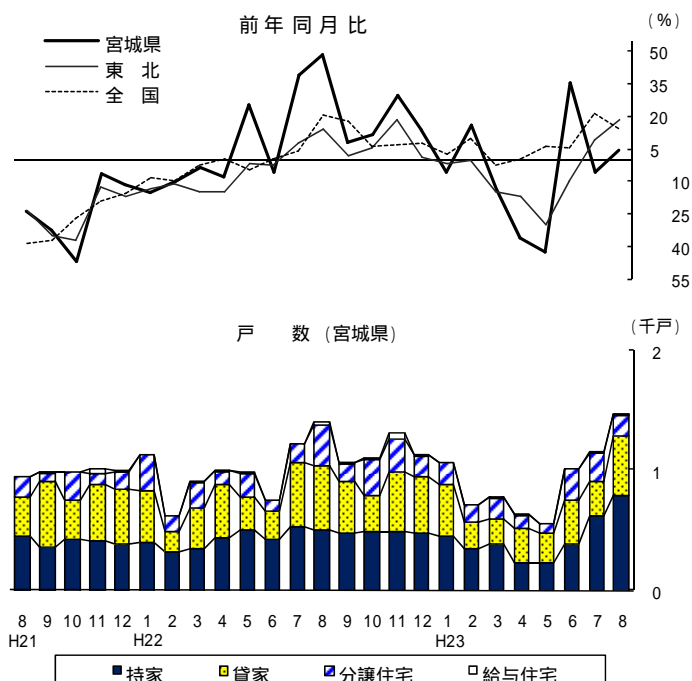 前 年 同 月 比
(%)
宮城県
東 北
全 国
50
35
20
5
10
25
40
55
戸 数 (宮城県)
(千戸)
2
1
0
8 9 10 11 12 1 2 3 4 5 6 7 8 9 10 11 12 1 2 3 4 5 6 7 8
H21 H22 H23
持家 貸家 分譲住宅 給与住宅